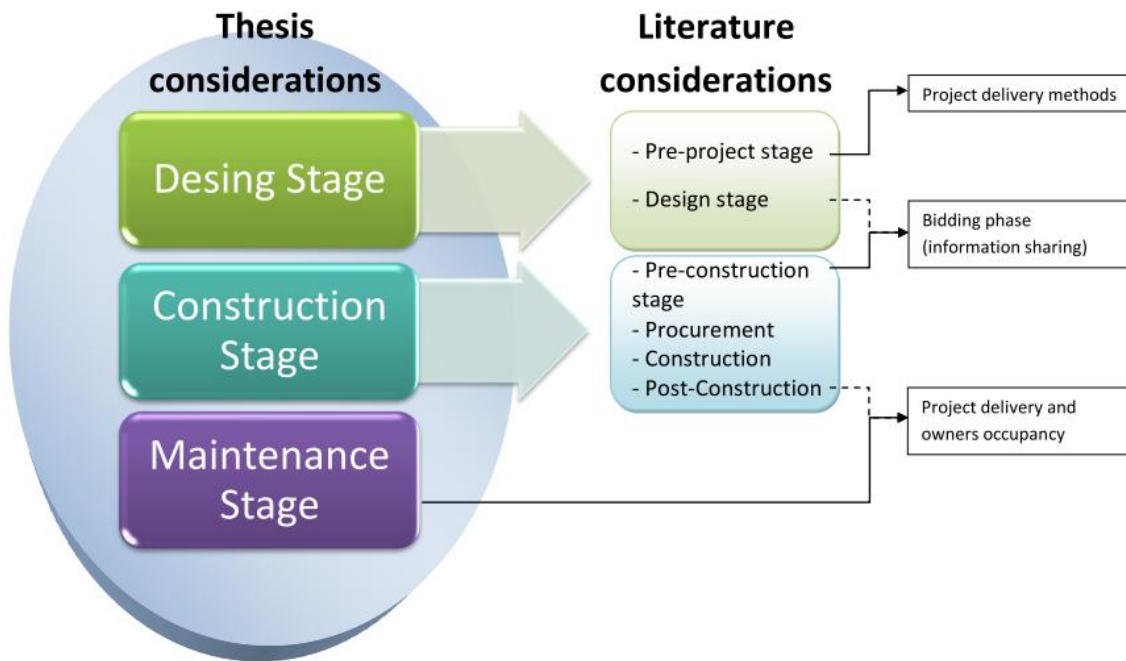 Thesis
considerations
Desing Stage
Construction
Stage
Maintenance
Stage
Literature
considerations
- Pre-project stage
- Design stage
- Pre-construction
stage
- Procurement
- Construction
- Post-Construction
Project delivery methods
Bidding phase
(information sharing)
Project delivery and
owners occupancy